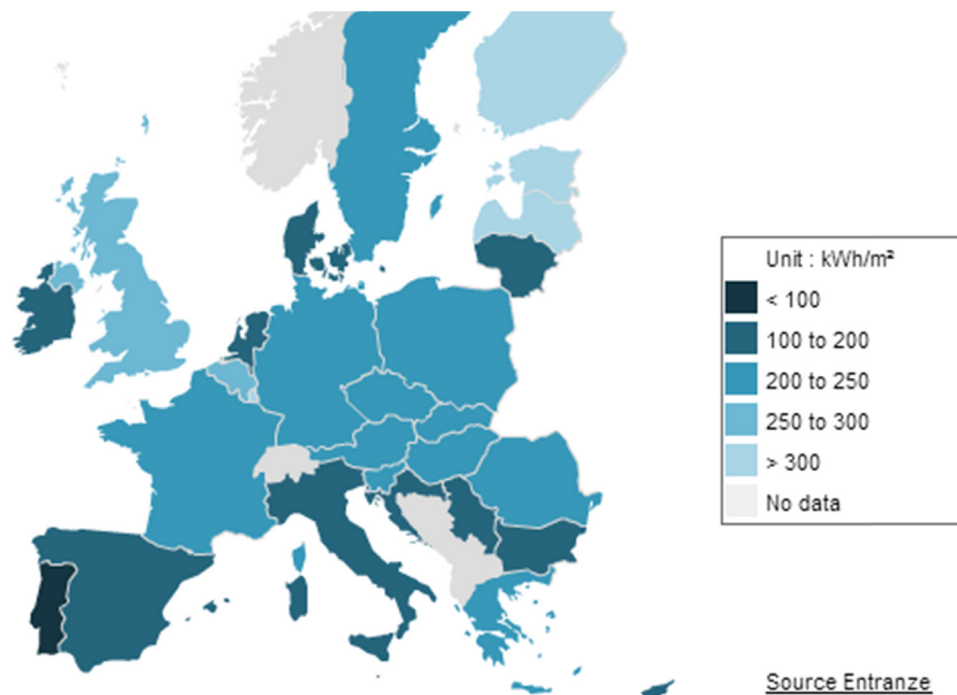 Unit : kWh/m²
< 100
100 to 200
200 to 250
250 to 300
> 300
No data
Source Entranze